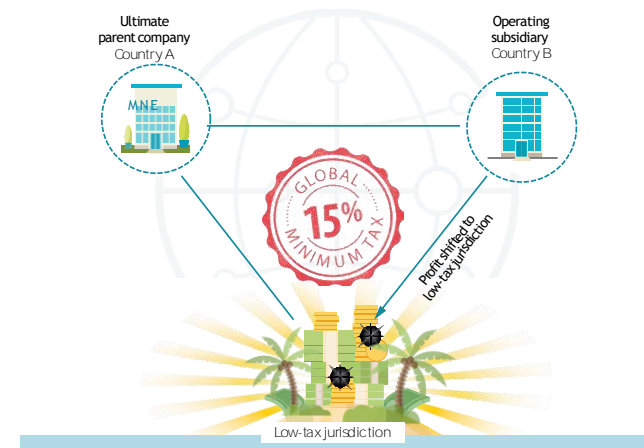 Ultimate
parent company
Country A
Operating
subsidiary
Country B
MNE
GLOBAL
15%
MINIMUM TAX
Profit shifted to
low-tax jurisdiction
Low-tax jurisdiction